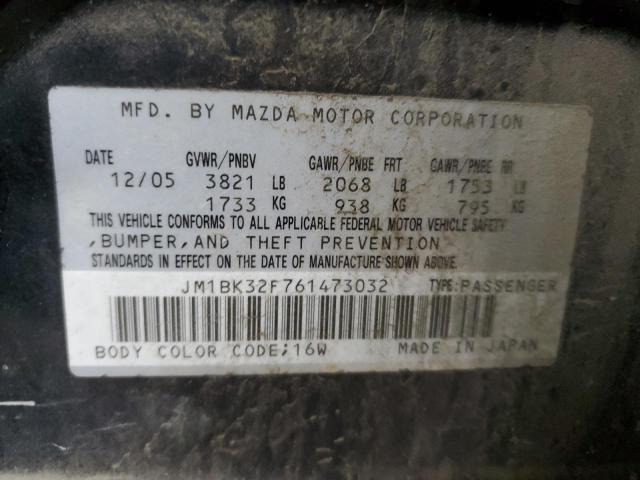 MFD. BY MAZDA MOTOR CORPORATION
DATE GVWR/PNBV GAWR/PNBE FRT GAWR/PNBE RR
12/05 3821 LB 2068 LB 1753 LB
1733 KG 938 KG 795 KG
THIS VEHICLE CONFORMS TO ALL APPLICABLE FEDERAL MOTOR VEHICLE SAFETY
,BUMPER,AND THEFT PREVENTION
STANDARDS IN EFFECT ON THE DATE OF MANUFACTURE SHOWN ABOVE.
JM1BK32F761473032 TYPE:PASSENGER
BODY COLOR CODE;16W MADE IN JAPAN